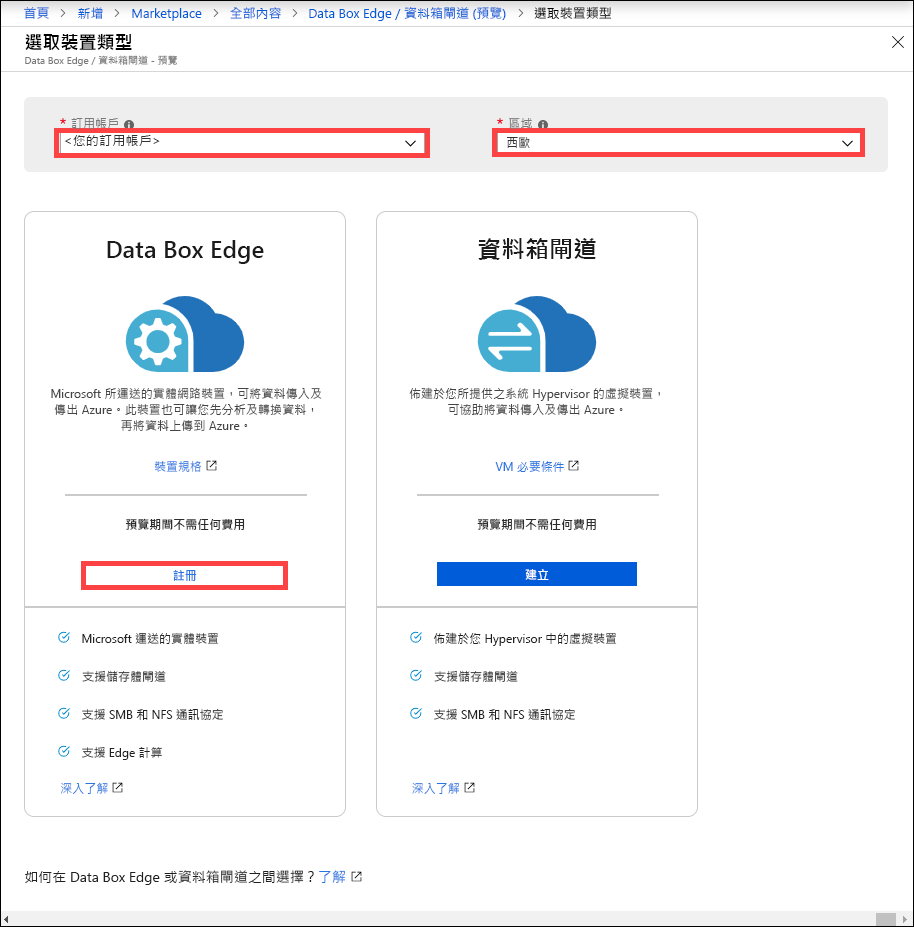 首頁 > 新增 > Marketplace > 全部內容 > Data Box Edge / 資料箱閘道 (預覽) > 選取裝置類型
選取裝置類型
Data Box Edge / 資料箱閘道 - 預覽
* 訂用帳戶
<您的訂用帳戶>
* 區域
西歐
Data Box Edge
Microsoft 所運送的實體網路裝置，可將資料傳入及
傳出 Azure。此裝置也可讓您先分析及轉換資料，
再將資料上傳到 Azure。
裝置規格
預覽期間不需任何費用
註冊
Microsoft 運送的實體裝置
支援儲存體閘道
支援 SMB 和 NFS 通訊協定
支援 Edge 計算
深入了解
資料箱閘道
佈建於您所提供之系統 Hypervisor 的虛擬裝置，
可協助將資料傳入及傳出 Azure。
VM 必要條件
預覽期間不需任何費用
建立
佈建於您 Hypervisor 中的虛擬裝置
支援儲存體閘道
支援 SMB 和 NFS 通訊協定
深入了解
如何在 Data Box Edge 或資料箱閘道之間選擇？了解